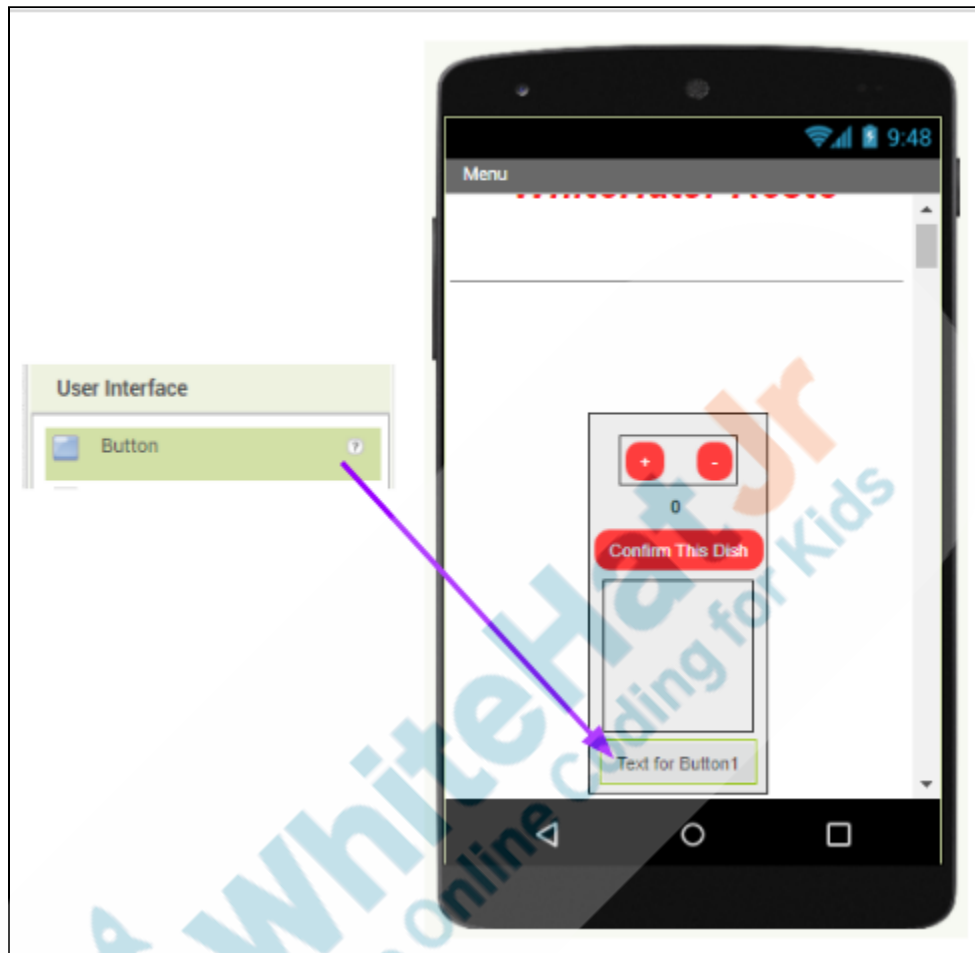 9:48
Menu
User Interface
Button
?
+ -
0
Confirm This Dish
Text for Button1
WhiteHat Jr
online Coding for Kids